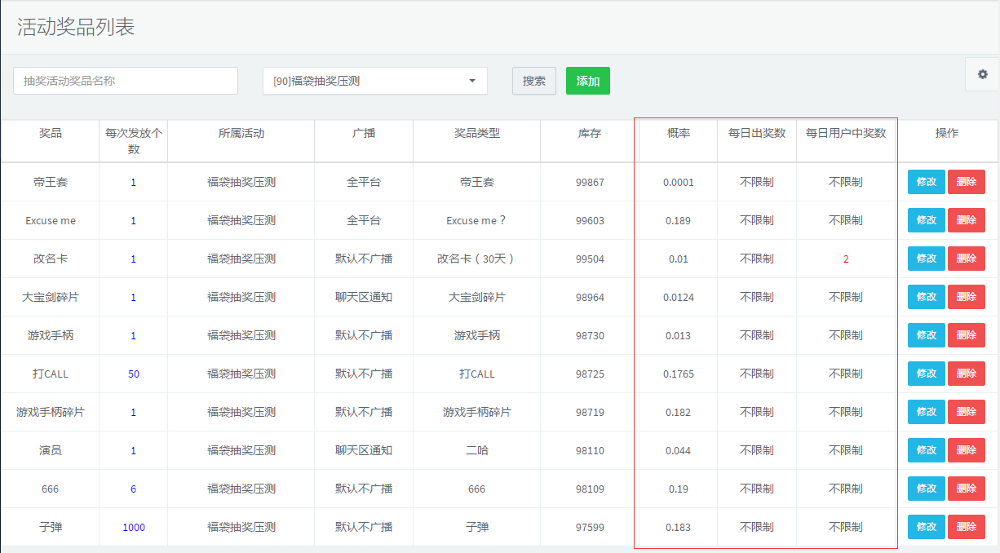 活动奖品列表
抽奖活动奖品名称 [90]福袋抽奖压测 搜索 添加
奖品 每次发放个数 所属活动 广播 奖品类型 库存 概率 每日出奖数 每日用户中奖数 操作
帝王套 1 福袋抽奖压测 全平台 帝王套 99867 0.0001 不限制 不限制 修改 删除
Excuse me 1 福袋抽奖压测 全平台 Excuse me？ 99603 0.189 不限制 不限制 修改 删除
改名卡 1 福袋抽奖压测 默认不广播 改名卡（30天） 99504 0.01 不限制 2 修改 删除
大宝剑碎片 1 福袋抽奖压测 聊天区通知 大宝剑碎片 98964 0.0124 不限制 不限制 修改 删除
游戏手柄 1 福袋抽奖压测 默认不广播 游戏手柄 98730 0.013 不限制 不限制 修改 删除
打CALL 50 福袋抽奖压测 默认不广播 打CALL 98725 0.1765 不限制 不限制 修改 删除
游戏手柄碎片 1 福袋抽奖压测 默认不广播 游戏手柄碎片 98719 0.182 不限制 不限制 修改 删除
演员 1 福袋抽奖压测 聊天区通知 二哈 98110 0.044 不限制 不限制 修改 删除
666 6 福袋抽奖压测 默认不广播 666 98109 0.19 不限制 不限制 修改 删除
子弹 1000 福袋抽奖压测 默认不广播 子弹 97599 0.183 不限制 不限制 修改 删除